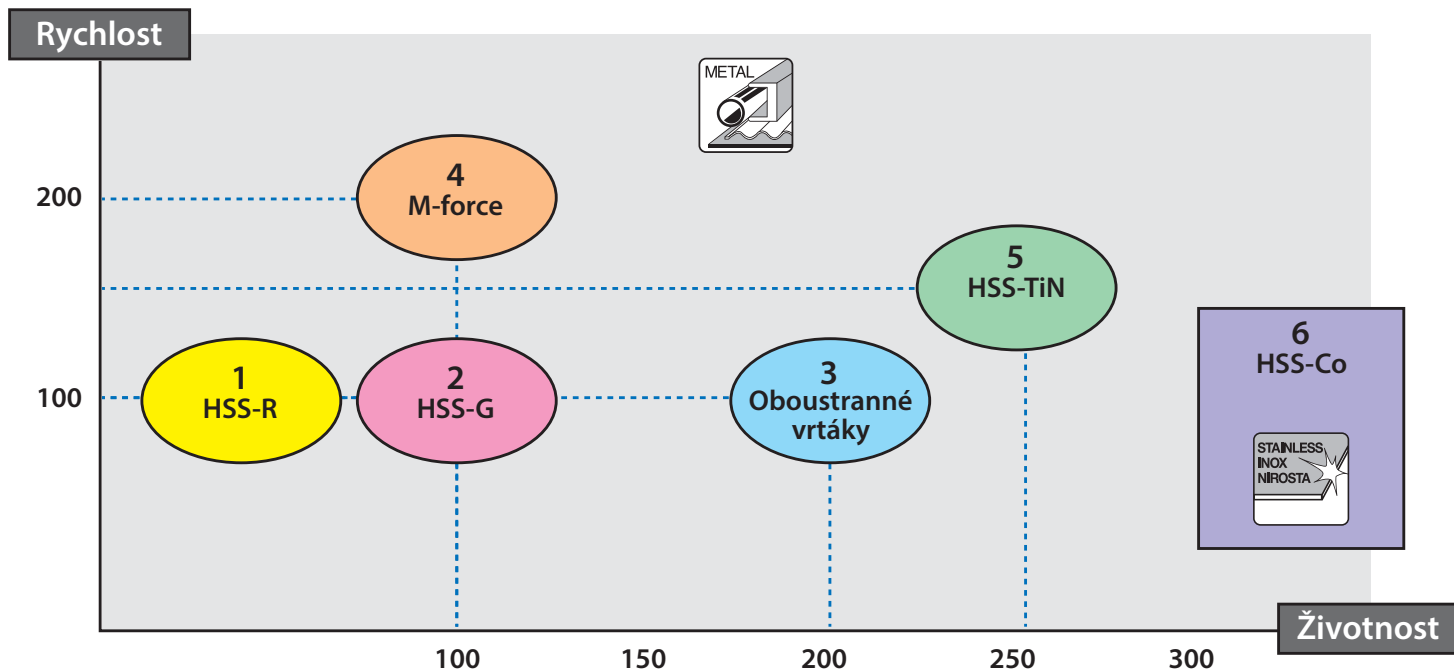 Rychlost
METAL
200
4
M-force
5
HSS-TiN
6
HSS-Co
100
1
HSS-R
2
HSS-G
3
Oboustranné
vrtáky
STAINLESS
INOX
NIROSTA
Životnost
100
150
200
250
300